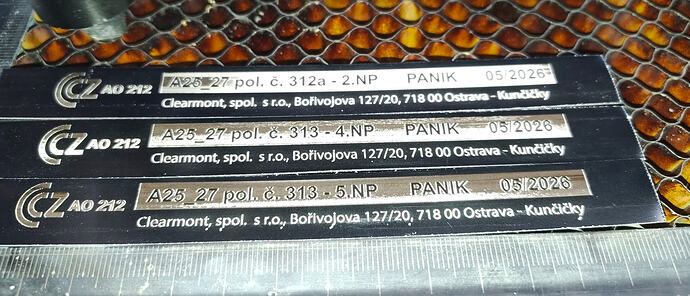 CCZ AO 212 A25_27 pol. č. 312a - 2.NP PANIK 05/2026
Clearmont, spol. s r.o., Bořivojova 127/20, 718 00 Ostrava - Kunčičky
CCZ AO 212 A25_27 pol. č. 313 - 4.NP PANIK 05/2026
Clearmont, spol. s r.o., Bořivojova 127/20, 718 00 Ostrava - Kunčičky
CCZ AO 212 A25_27 pol. č. 313 - 5.NP PANIK 05/2026
Clearmont, spol. s r.o., Bořivojova 127/20, 718 00 Ostrava - Kunčičky